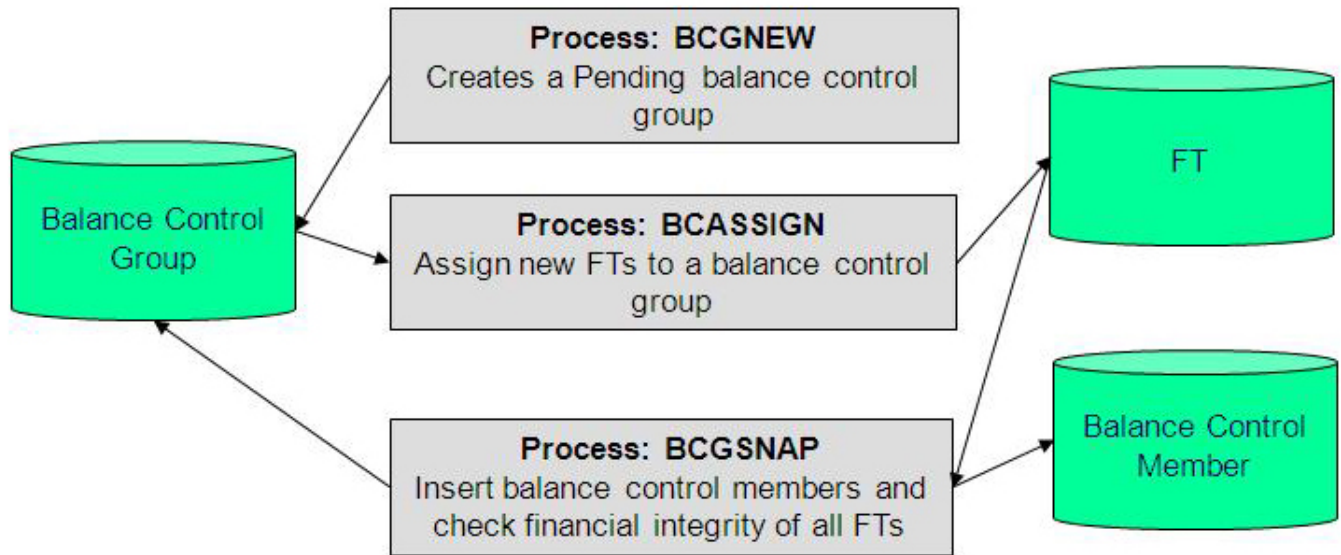 Process: BCGNEW
Creates a Pending balance control
group
Balance Control
Group
FT
Process: BCASSIGN
Assign new FTs to a balance control
group
Process: BCGSNAP
Insert balance control members and
check financial integrity of all FTs
Balance Control
Member